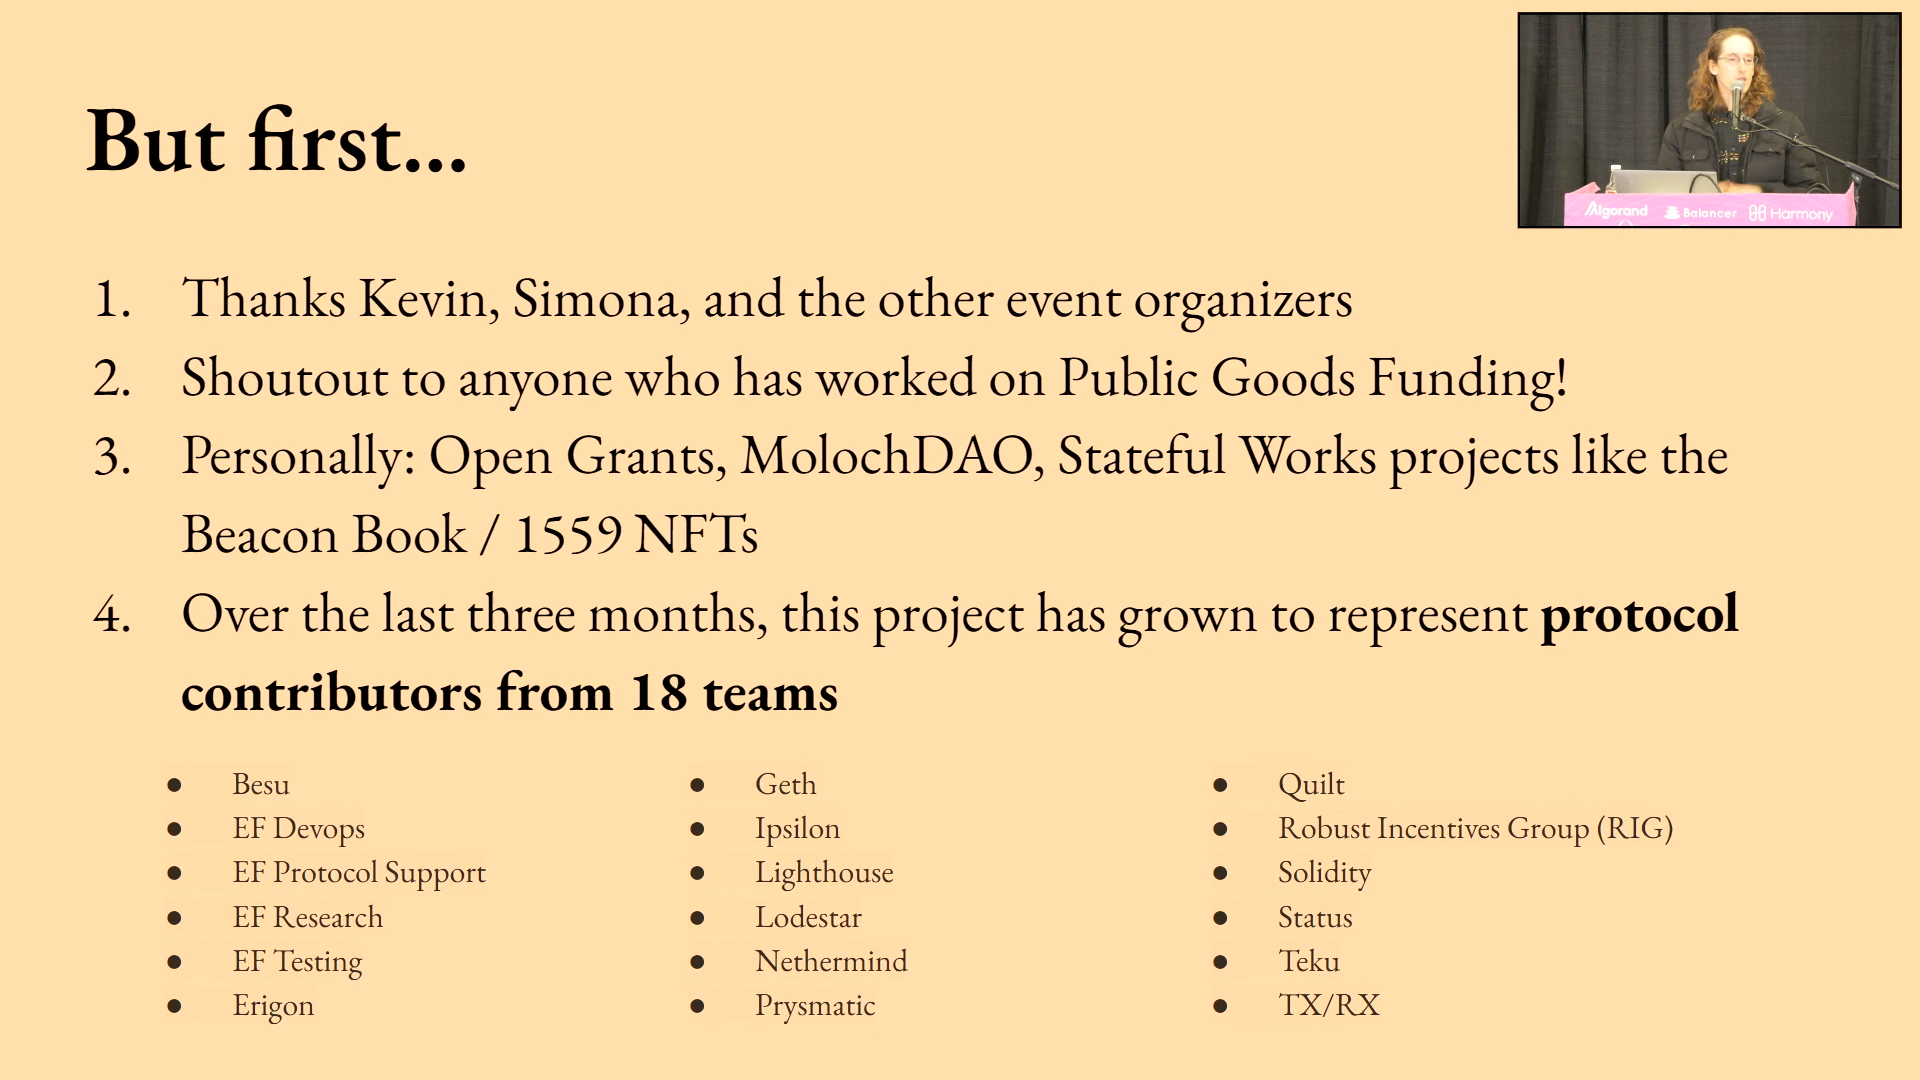 But first...
Algorand Balancer Harmony
1. Thanks Kevin, Simona, and the other event organizers
2. Shoutout to anyone who has worked on Public Goods Funding!
3. Personally: Open Grants, MolochDAO, Stateful Works projects like the
Beacon Book / 1559 NFTs
4. Over the last three months, this project has grown to represent protocol
contributors from 18 teams
● Besu
● EF Devops
● EF Protocol Support
● EF Research
● EF Testing
● Erigon
● Geth
● Ipsilon
● Lighthouse
● Lodestar
● Nethermind
● Prysmatic
● Quilt
● Robust Incentives Group (RIG)
● Solidity
● Status
● Teku
● TX/RX